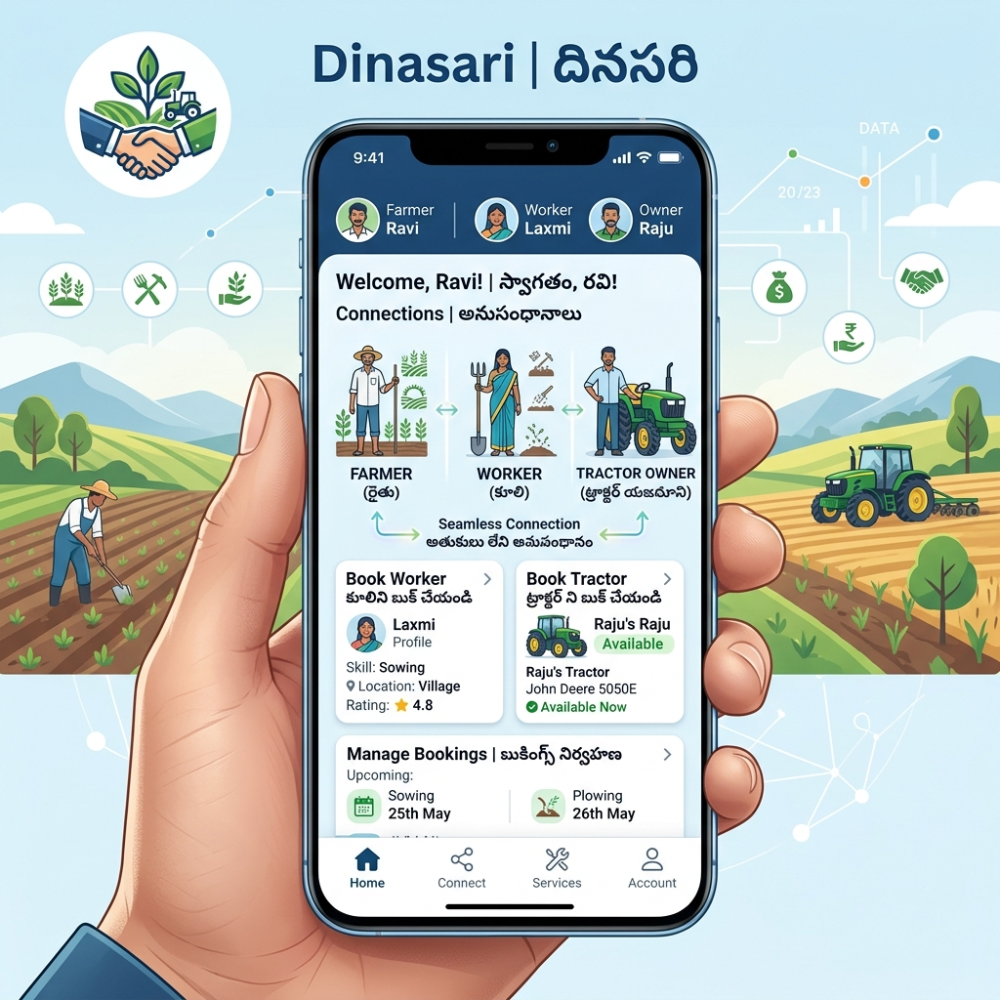 Dinasari | దినసరి
DATA
20/23
9:41
Farmer
Ravi
Worker
Laxmi
Owner
Raju
Welcome, Ravi! | స్వాగతం, రవి!
Connections | అనుసంధానాలు
FARMER
(రైతు)
WORKER
(కూలి)
TRACTOR OWNER
(ట్రాక్టర్
Seamless Connection
అతుకులు లేని
Book Worker
కూలిని బుక్ చేయండి
Laxmi
Profile
Skill: Sowing
Location: Village
Rating: 4.8
Book Tractor
ట్రాక్టర్ ని బుక్ చేయండి
Raju's Raju
Available
Raju's Tractor
John Deere 5050E
Available Now
Manage Bookings | బుకింగ్స్ నిర్వహణ
Upcoming:
Sowing
25th May
Plowing
26th May
Home
Connect
Services
Account